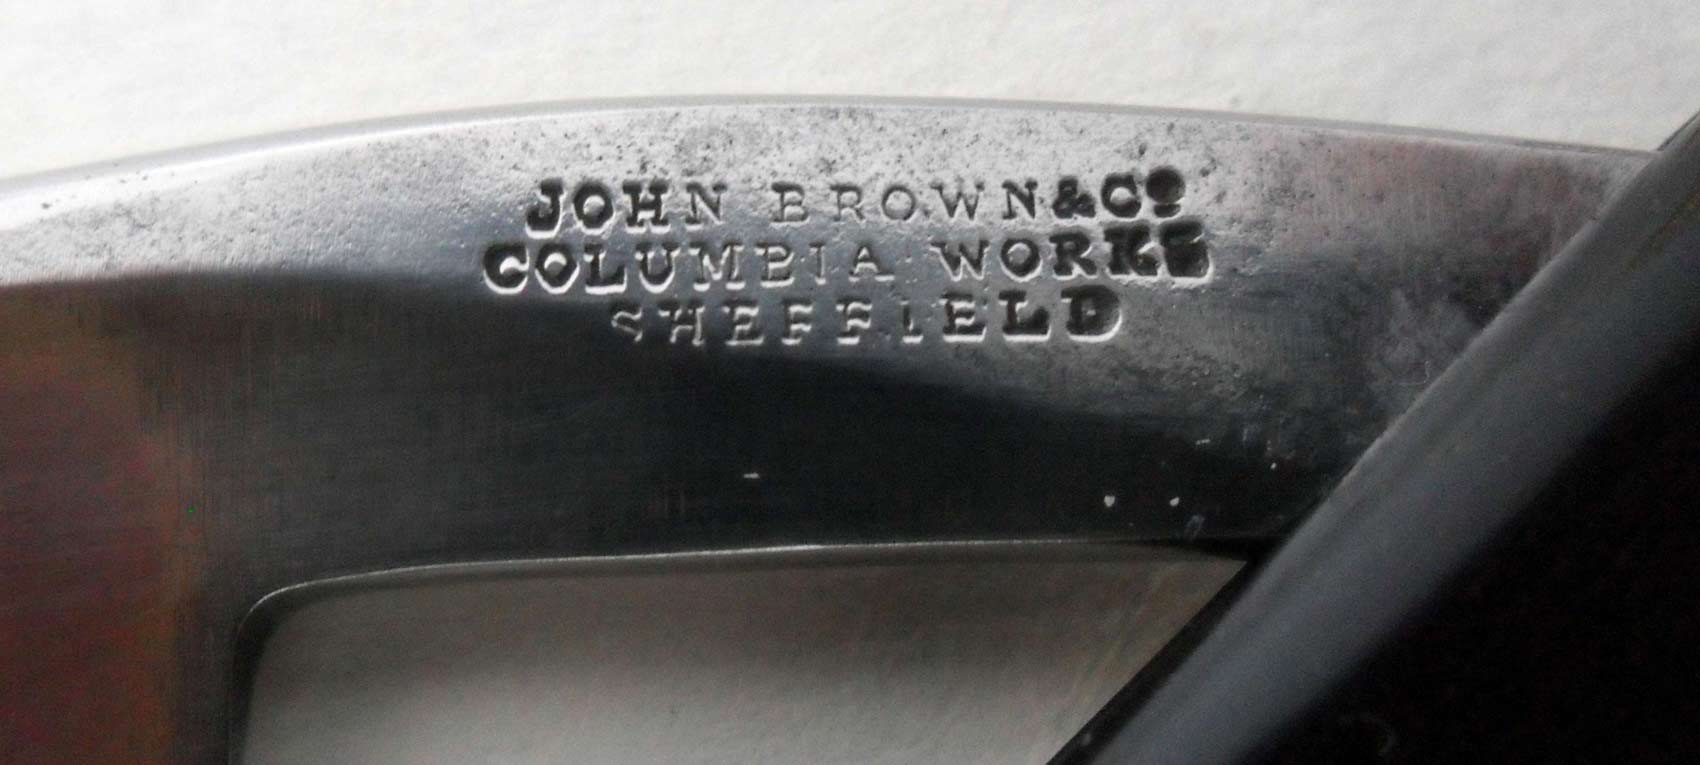 JOHN BROWN & Cº
COLUMBIA WORKS
SHEFFIELD